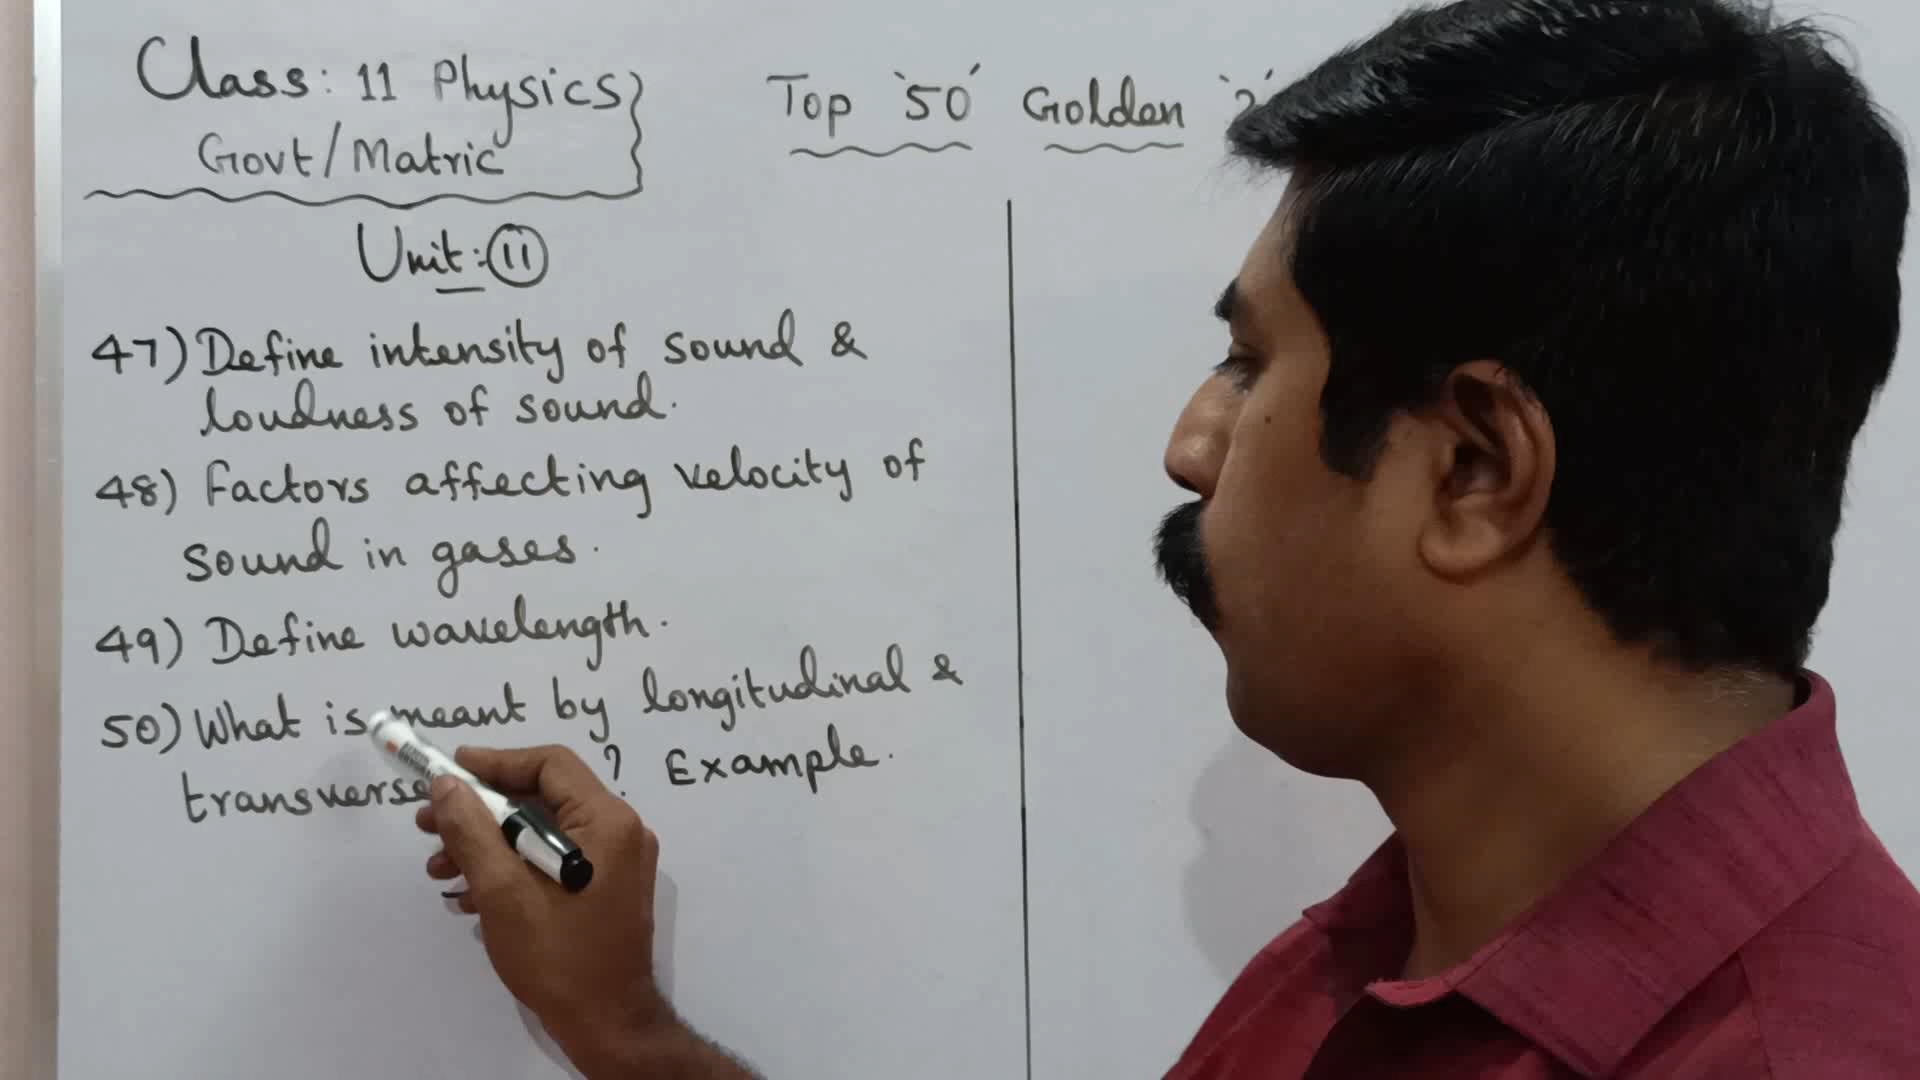 Class: 11 Physics
Govt/Matric
Top '50' Golden
Unit:- 11
47) Define intensity of sound &
loudness of sound.
48) Factors affecting velocity of
sound in gases.
49) Define wavelength.
50) What is meant by longitudinal &
transverse ? Example.